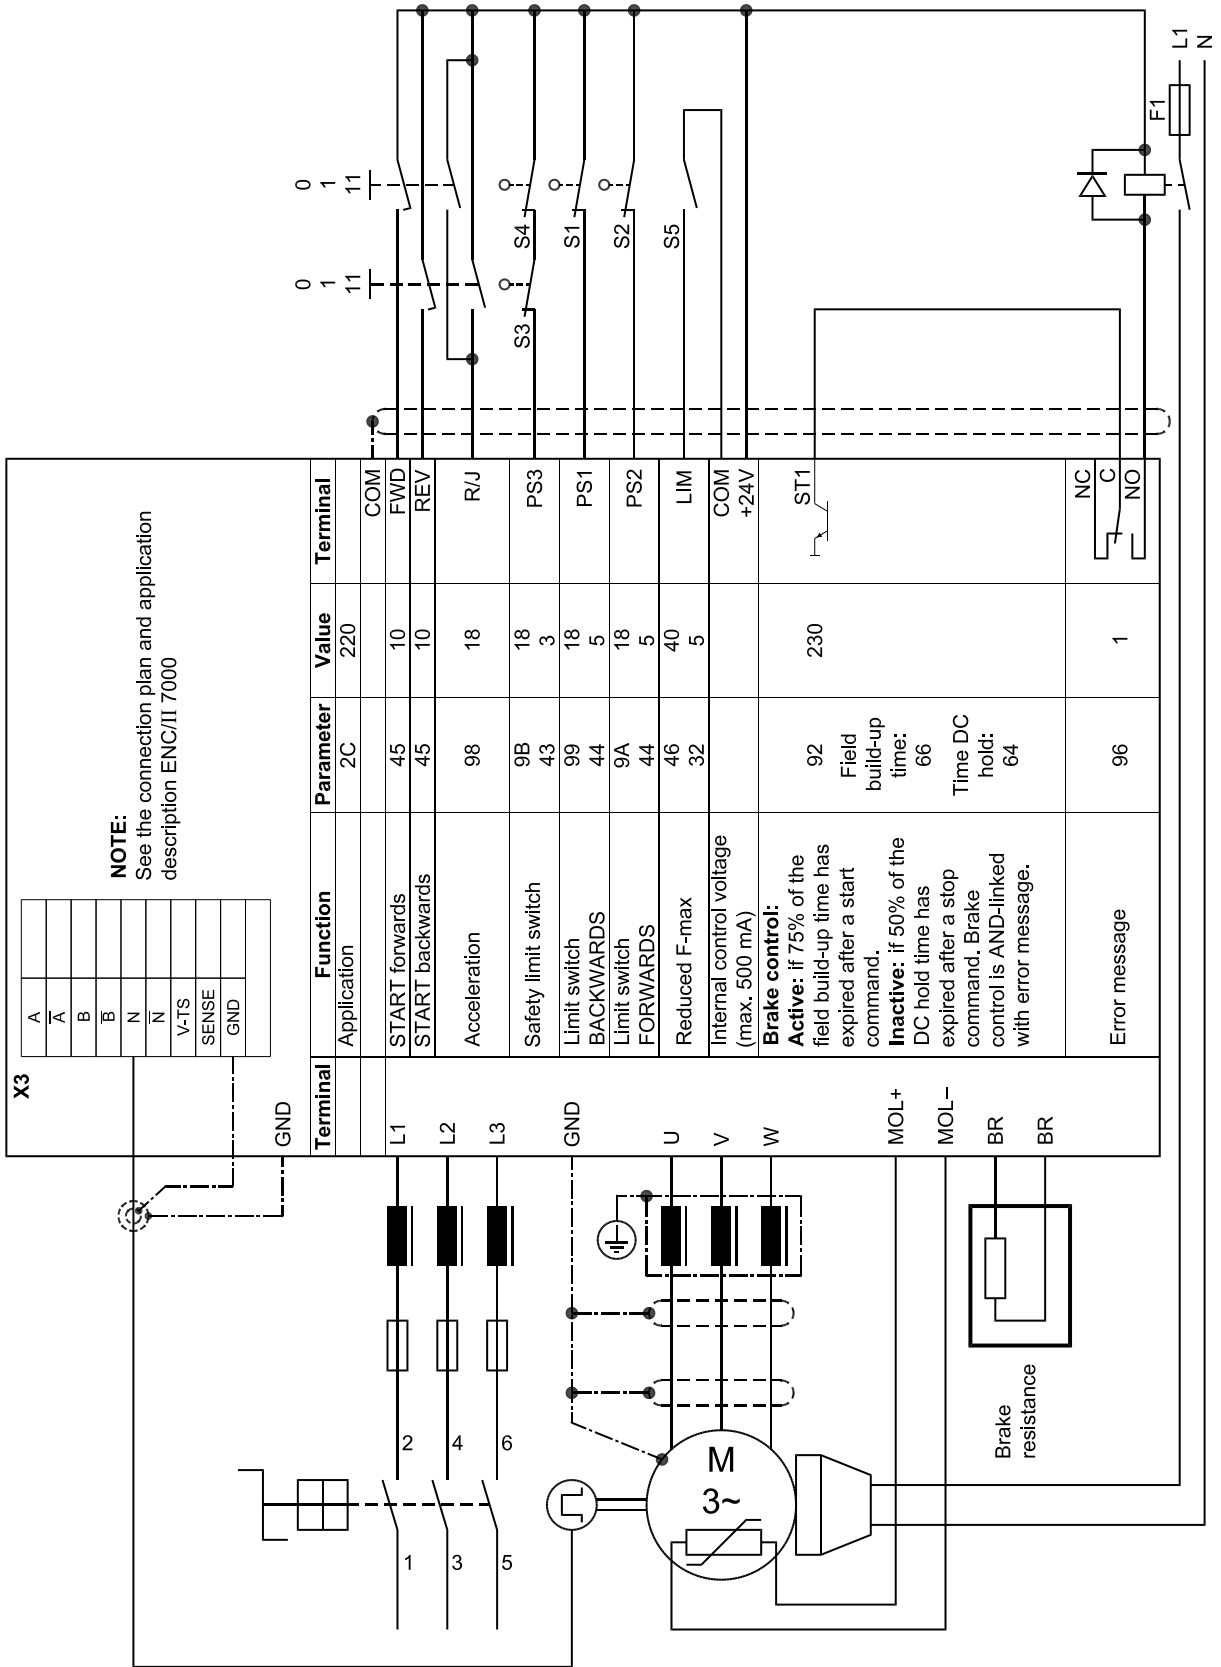 X3
A
A̅
B
B̅
N
N̅
V-TS
SENSE
GND
NOTE:
See the connection plan and application
description ENC/II 7000
GND
Terminal Function Parameter Value Terminal
Application 2C 220
COM
L1 START forwards 45 10 FWD
START backwards 45 10 REV
L2
Acceleration 98 18 R/J
L3
Safety limit switch 9B 18 PS3
43 3
GND
Limit switch 99 18 PS1
BACKWARDS 44 5
Limit switch 9A 18 PS2
FORWARDS 44 5
U Reduced F-max 46 40 LIM
32 5
V Internal control voltage COM
(max. 500 mA) +24V
W Brake control:
Active: if 75% of the 92 230 ST1
field build-up time has Field
expired after a start build-up
command. time:
MOL+ Inactive: if 50% of the 66
DC hold time has
MOL– expired after a stop Time DC
command. Brake hold:
BR control is AND-linked 64
with error message.
BR
NC
Error message 96 1 C
NO
0
1
11
0
1
11
S4
S3
S1
S2
S5
F1
L1
N
2
4
6
1
3
5
M
3~
Brake
resistance